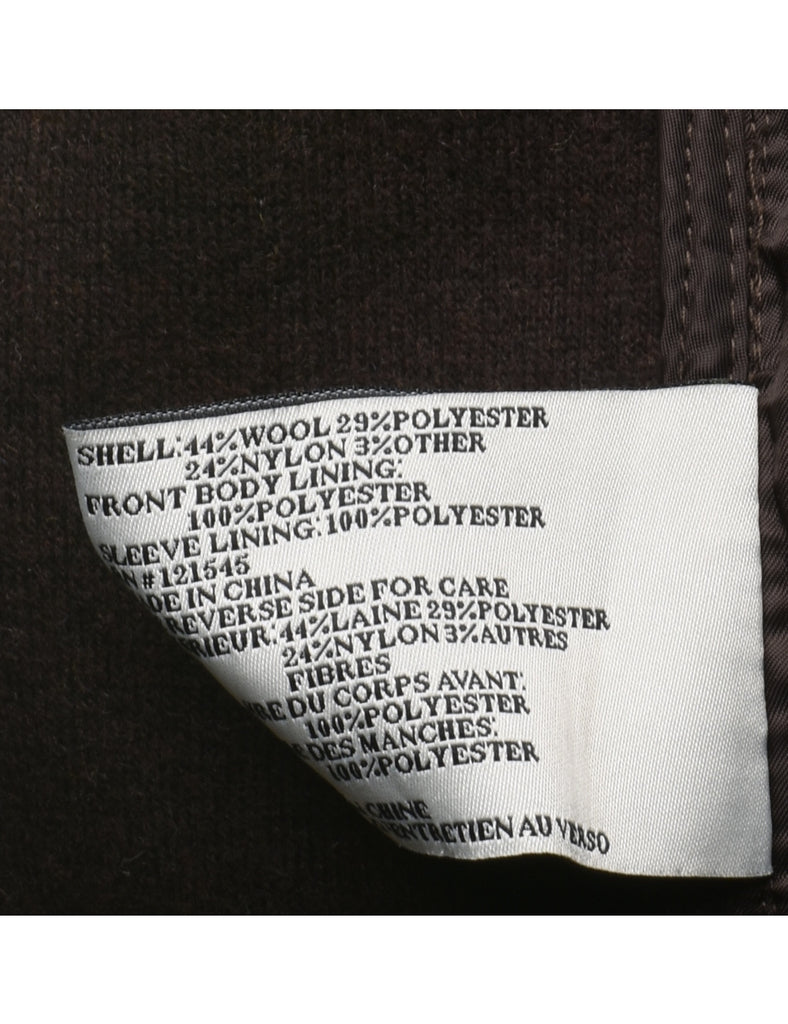 SHELL: 44% WOOL 29% POLYESTER
24% NYLON 3% OTHER
FRONT BODY LINING:
100% POLYESTER
SLEEVE LINING: 100% POLYESTER
#121545
IN CHINA
REVERSE SIDE FOR CARE
44% LAINE 29% POLYESTER
24% NYLON 3% AUTRES
FIBRES
DU CORPS AVANT:
100% POLYESTER
DES MANCHES:
100% POLYESTER
CHINE
AU VERSO